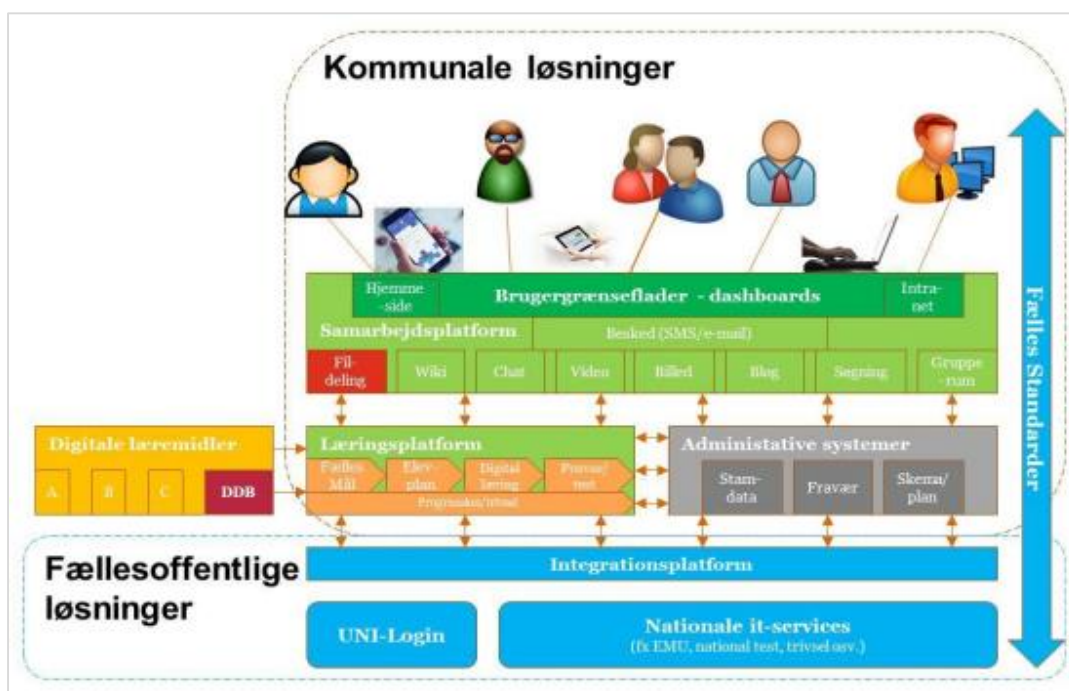 Kommunale løsninger
Hjemme
-side
Brugergrænseflader - dashboards
Intra-
net
Samarbejdsplatform
Besked (SMS/e-mail)
Fil-
deling
Wiki
Chat
Video
Billed
Blog
Søgning
Gruppe
-rum
Fælles Standarder
Digitale læremidler
A
B
C
DDB
Læringsplatform
Fælles
Mål
Elev-
plan
Digital
læring
Administative systemer
Stam-
data
Fravær
Skema/
plan
Fællesoffentlige
løsninger
Integrationsplatform
UNI-Login
Nationale it-services
(fx EMU, national test, trivsel osv.)